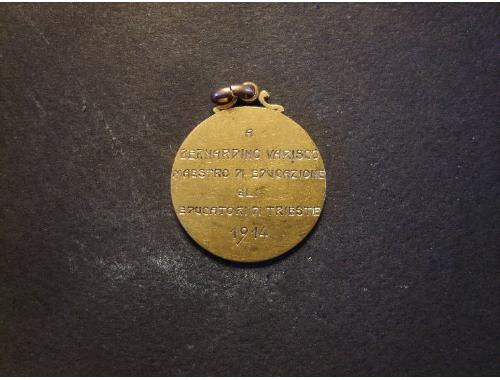 A
BERNARDINO VARISCO
MAESTRO DI EDUCAZIONE
GLI
EDUCATORI DI TRIESTE
1914